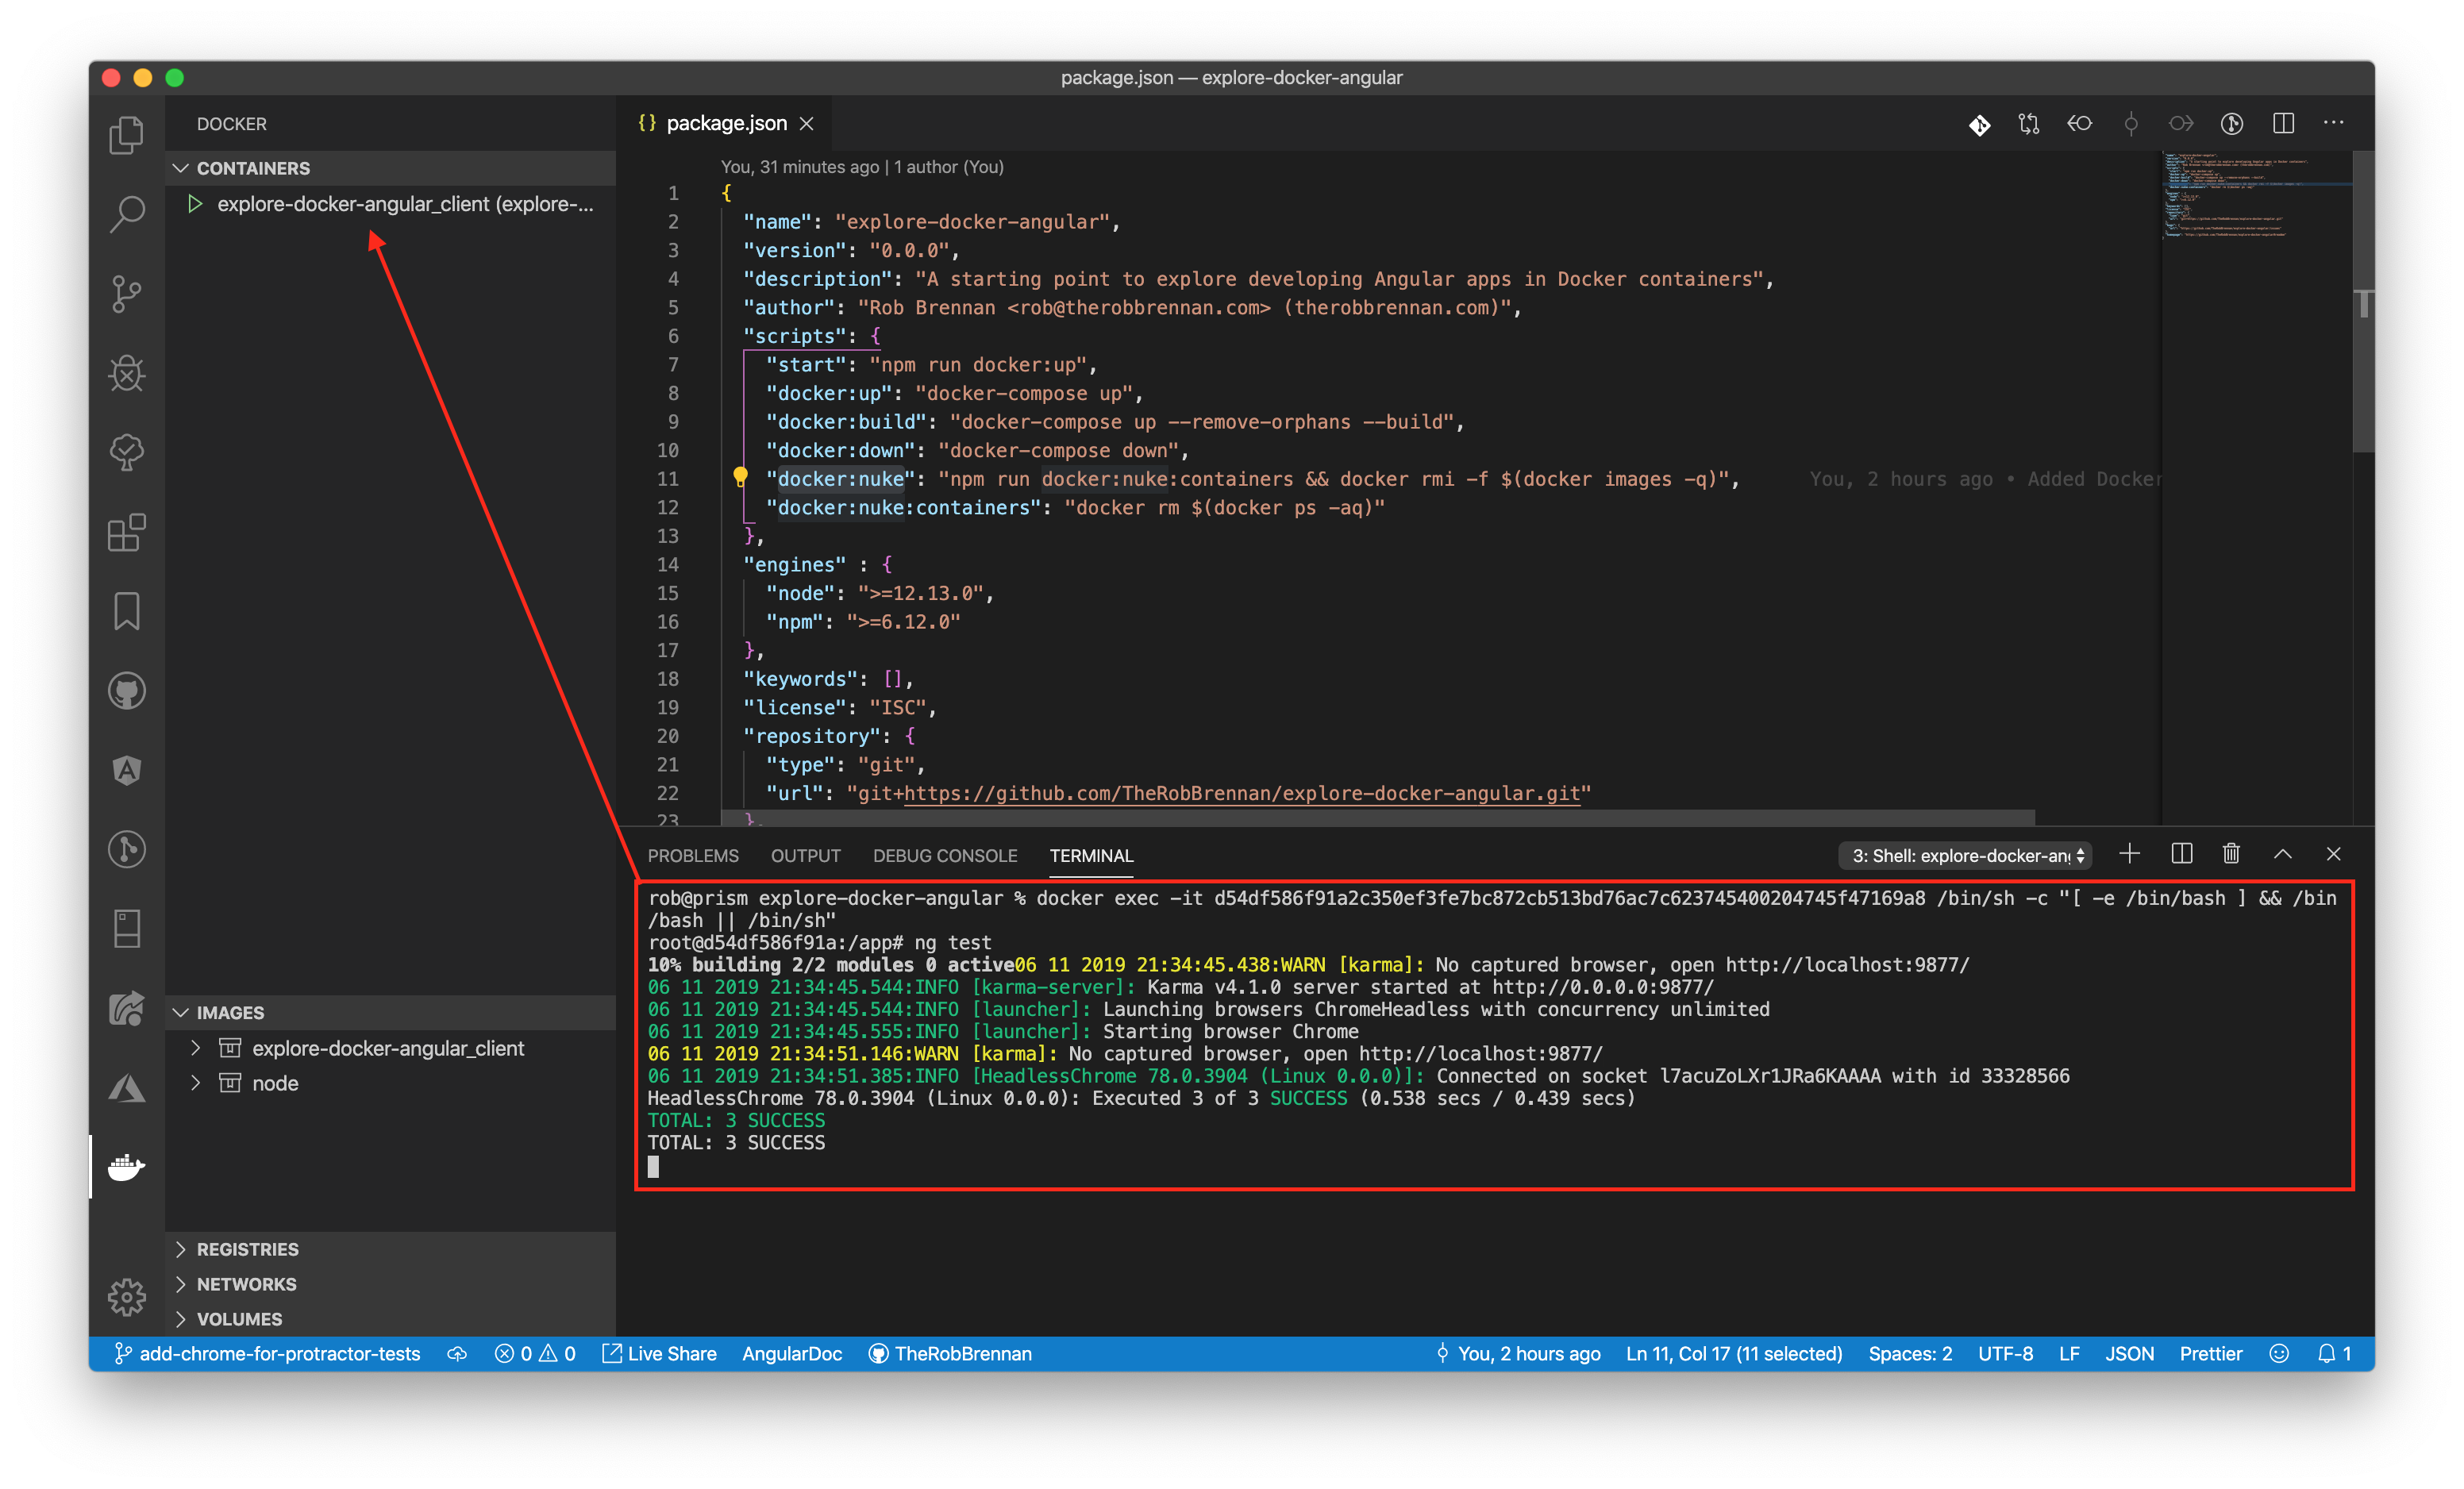 package.json — explore-docker-angular
DOCKER
CONTAINERS
explore-docker-angular_client (explore-...
IMAGES
explore-docker-angular_client
node
REGISTRIES
NETWORKS
VOLUMES
{} package.json
You, 31 minutes ago | 1 author (You)
1 {
2 "name": "explore-docker-angular",
3 "version": "0.0.0",
4 "description": "A starting point to explore developing Angular apps in Docker containers",
5 "author": "Rob Brennan <rob@therobbrennan.com> (therobbrennan.com)",
6 "scripts": {
7 "start": "npm run docker:up",
8 "docker:up": "docker-compose up",
9 "docker:build": "docker-compose up --remove-orphans --build",
10 "docker:down": "docker-compose down",
11 "docker:nuke": "npm run docker:nuke:containers && docker rmi -f $(docker images -q)", You, 2 hours ago • Added Docker
12 "docker:nuke:containers": "docker rm $(docker ps -aq)"
13 },
14 "engines" : {
15 "node": ">=12.13.0",
16 "npm": ">=6.12.0"
17 },
18 "keywords": [],
19 "license": "ISC",
20 "repository": {
21 "type": "git",
22 "url": "git+https://github.com/TheRobBrennan/explore-docker-angular.git"
23 },
PROBLEMS OUTPUT DEBUG CONSOLE TERMINAL 3: Shell: explore-docker-an
rob@prism explore-docker-angular % docker exec -it d54df586f91a2c350ef3fe7bc872cb513bd76ac7c623745400204745f47169a8 /bin/sh -c "[ -e /bin/bash ] && /bin
/bash || /bin/sh"
root@d54df586f91a:/app# ng test
10% building 2/2 modules 0 active06 11 2019 21:34:45.438:WARN [karma]: No captured browser, open http://localhost:9877/
06 11 2019 21:34:45.544:INFO [karma-server]: Karma v4.1.0 server started at http://0.0.0.0:9877/
06 11 2019 21:34:45.544:INFO [launcher]: Launching browsers ChromeHeadless with concurrency unlimited
06 11 2019 21:34:45.555:INFO [launcher]: Starting browser Chrome
06 11 2019 21:34:51.146:WARN [karma]: No captured browser, open http://localhost:9877/
06 11 2019 21:34:51.385:INFO [HeadlessChrome 78.0.3904 (Linux 0.0.0)]: Connected on socket l7acuZoLXr1JRa6KAAAA with id 33328566
HeadlessChrome 78.0.3904 (Linux 0.0.0): Executed 3 of 3 SUCCESS (0.538 secs / 0.439 secs)
TOTAL: 3 SUCCESS
TOTAL: 3 SUCCESS
add-chrome-for-protractor-tests 0 0 Live Share AngularDoc TheRobBrennan You, 2 hours ago Ln 11, Col 17 (11 selected) Spaces: 2 UTF-8 LF JSON Prettier 1